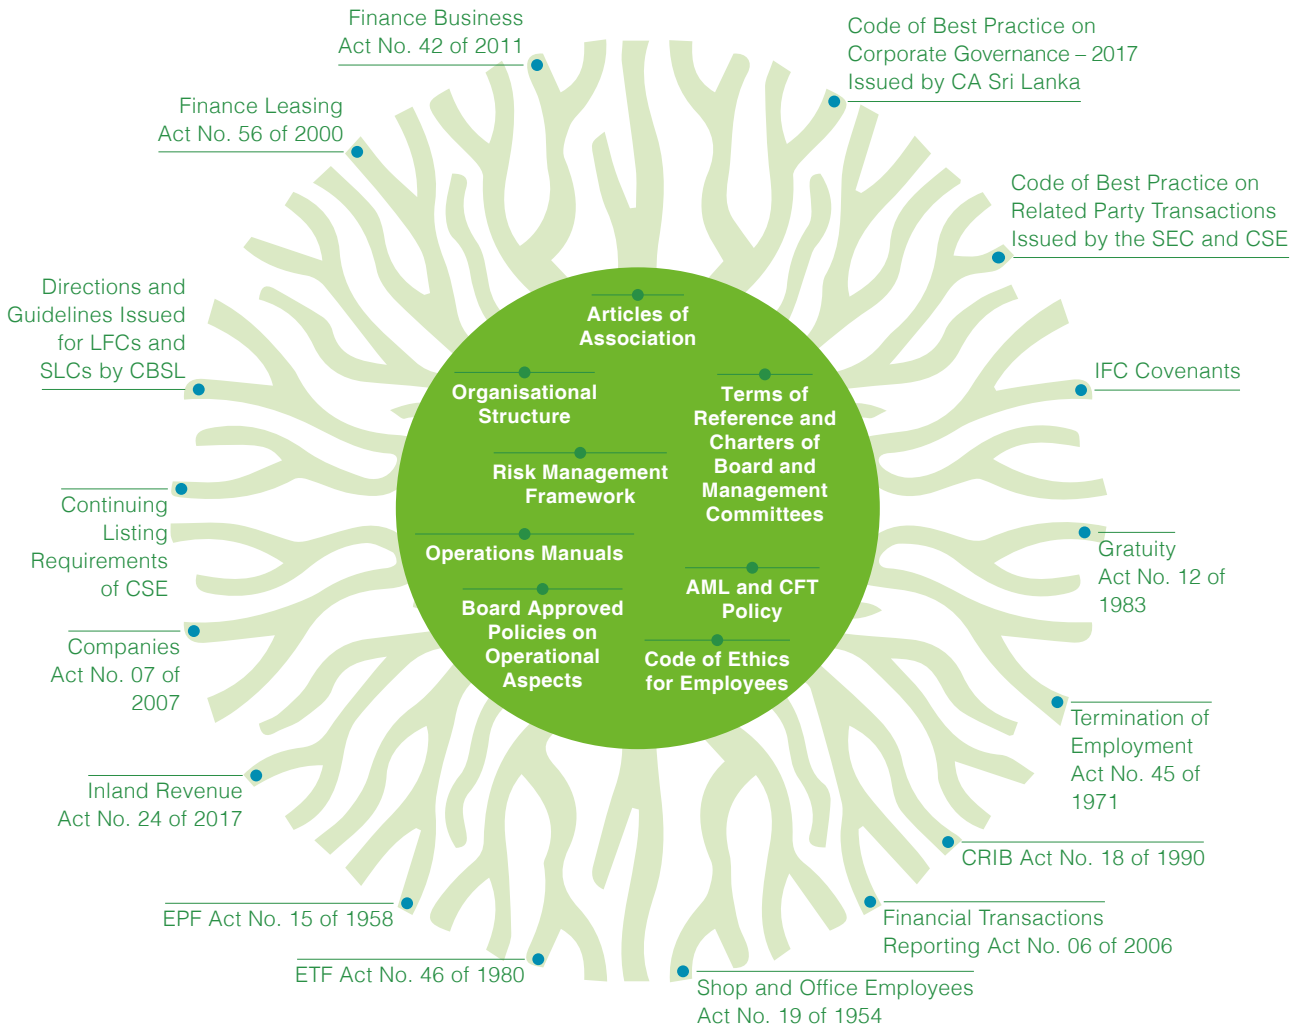 Finance Business
Act No. 42 of 2011
Code of Best Practice on
Corporate Governance – 2017
Issued by CA Sri Lanka
Finance Leasing
Act No. 56 of 2000
Code of Best Practice on
Related Party Transactions
Issued by the SEC and CSE
Directions and
Guidelines Issued
for LFCs and
SLCs by CBSL
IFC Covenants
Continuing
Listing
Requirements
of CSE
Gratuity
Act No. 12 of
1983
Companies
Act No. 07 of
2007
Termination of
Employment
Act No. 45 of
1971
Inland Revenue
Act No. 24 of 2017
CRIB Act No. 18 of 1990
EPF Act No. 15 of 1958
Financial Transactions
Reporting Act No. 06 of 2006
ETF Act No. 46 of 1980
Shop and Office Employees
Act No. 19 of 1954
Articles of
Association
Organisational
Structure
Terms of
Reference and
Charters of
Board and
Management
Committees
Risk Management
Framework
Operations Manuals
AML and CFT
Policy
Board Approved
Policies on
Operational
Aspects
Code of Ethics
for Employees